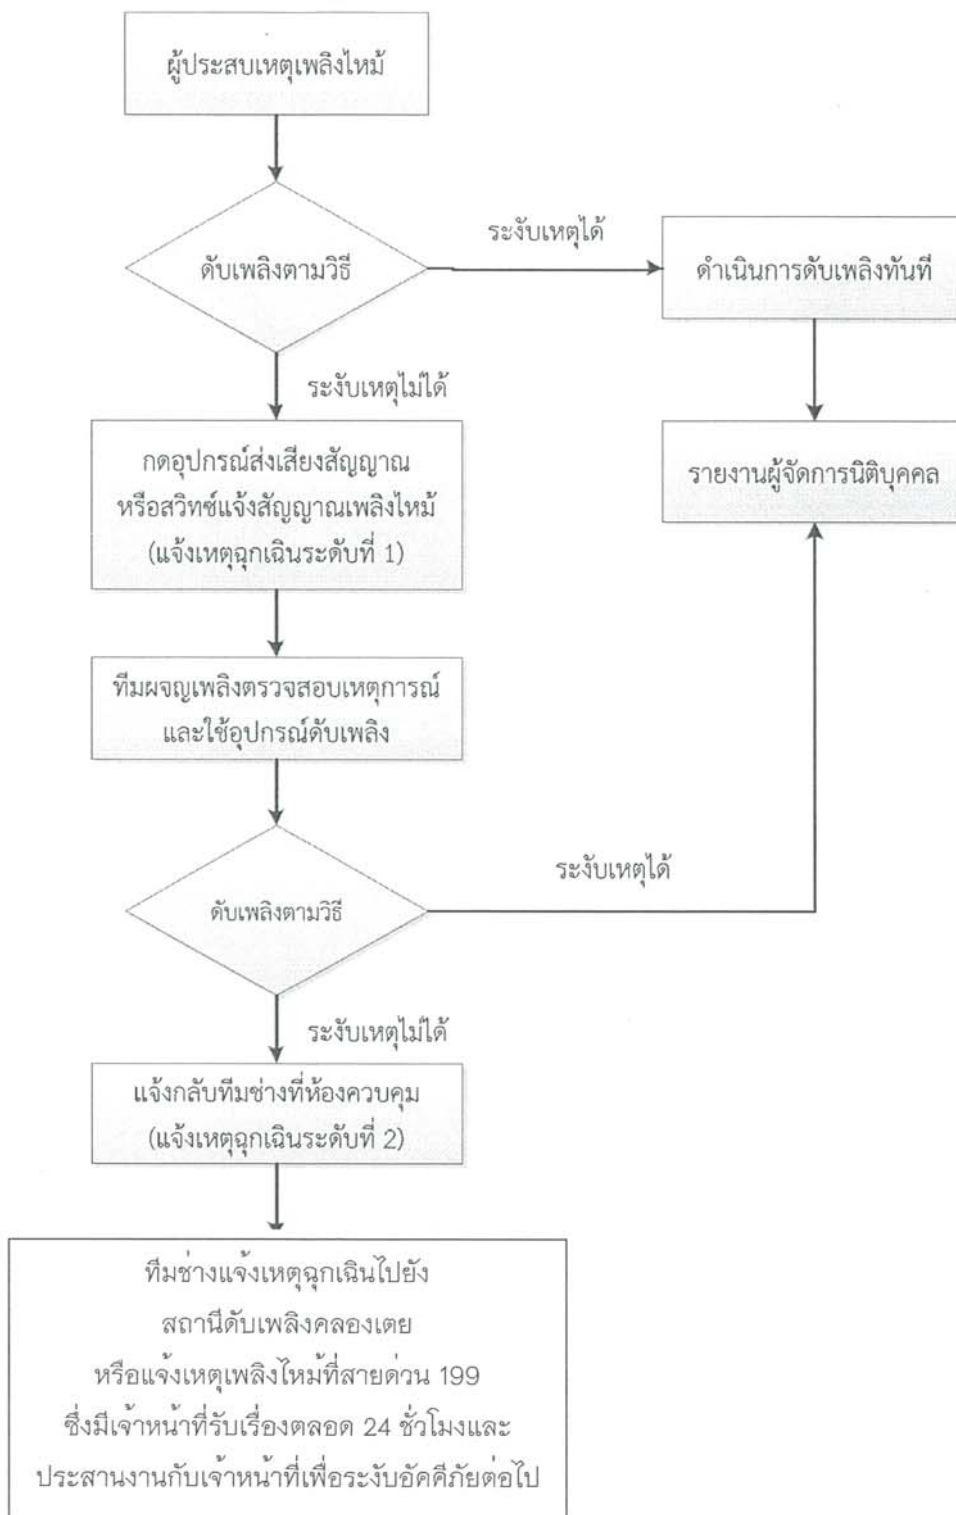 ผู้ประสบเหตุเพลิงไหม้
ระงับเหตุได้
ดับเพลิงตามวิธี
ดำเนินการดับเพลิงทันที
ระงับเหตุไม่ได้
กดอุปกรณ์ส่งเสียงสัญญาณ
หรือสวิทซ์แจ้งสัญญาณเพลิงไหม้
(แจ้งเหตุฉุกเฉินระดับที่ 1)
รายงานผู้จัดการนิติบุคคล
ทีมผจญเพลิงตรวจสอบเหตุการณ์
และใช้อุปกรณ์ดับเพลิง
ระงับเหตุได้
ดับเพลิงตามวิธี
ระงับเหตุไม่ได้
แจ้งกลับทีมช่างที่ห้องควบคุม
(แจ้งเหตุฉุกเฉินระดับที่ 2)
ทีมช่างแจ้งเหตุฉุกเฉินไปยัง
สถานีดับเพลิงคลองเตย
หรือแจ้งเหตุเพลิงไหม้ที่สายด่วน 199
ซึ่งมีเจ้าหน้าที่รับเรื่องตลอด 24 ชั่วโมงและ
ประสานงานกับเจ้าหน้าที่เพื่อระงับอัคคีภัยต่อไป